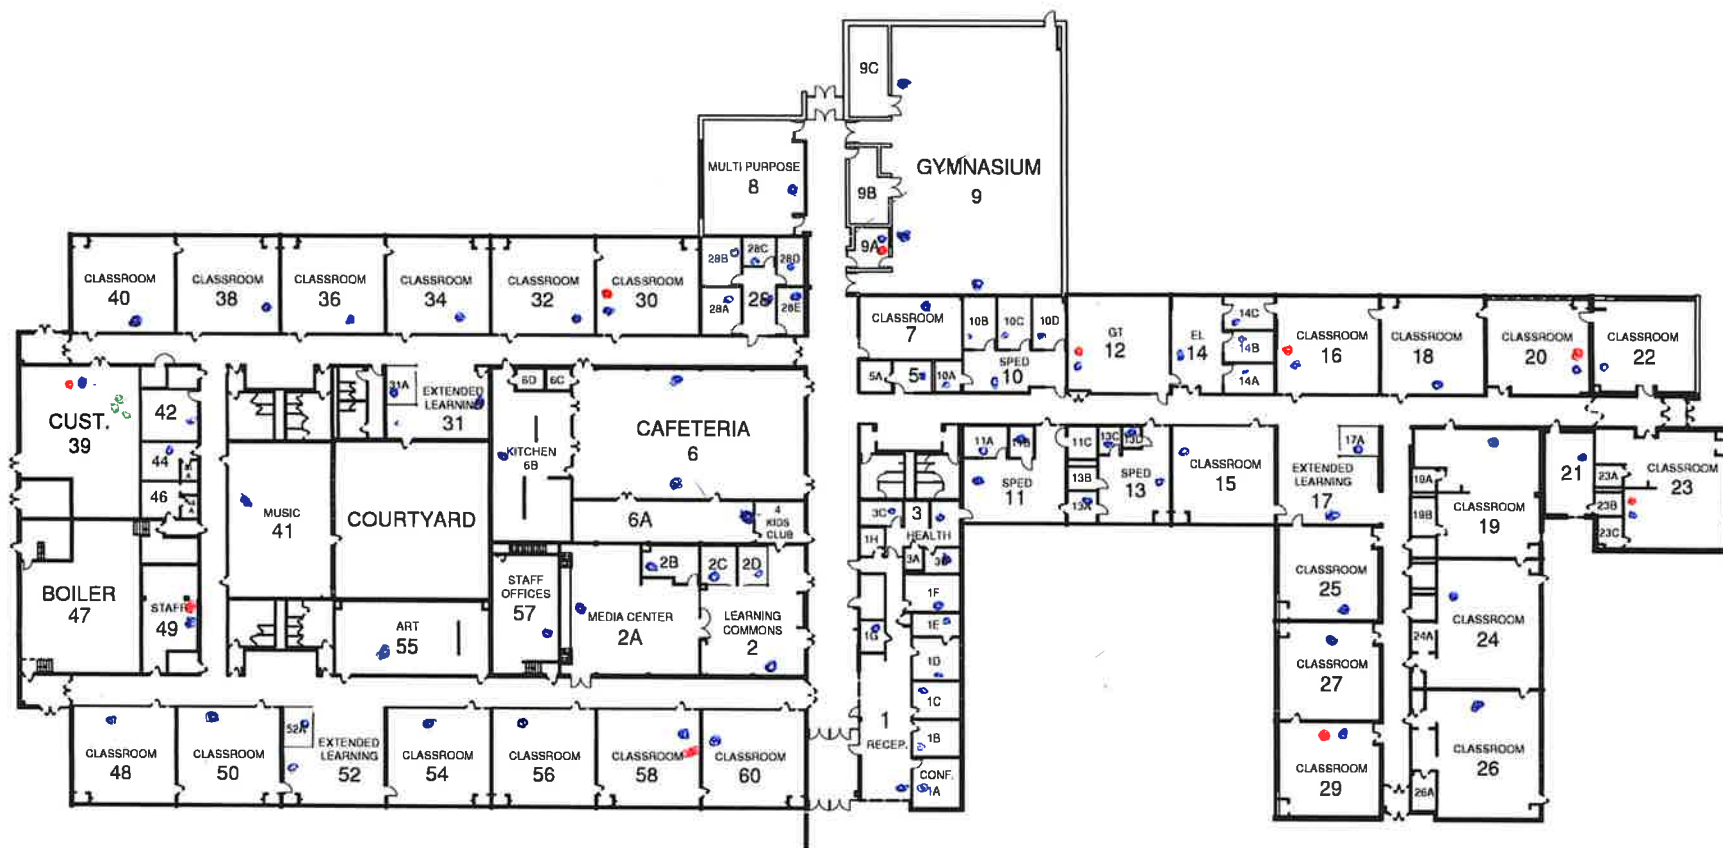 9C
GYMNASIUM
9
9B
9A
MULTI PURPOSE
8
CLASSROOM
40
CLASSROOM
38
CLASSROOM
36
CLASSROOM
34
CLASSROOM
32
CLASSROOM
30
28B
28C
28D
28A
28
28E
CLASSROOM
7
10B
10C
10D
SPED
10
5A
5
10A
GT
12
EL
14
14C
14B
14A
CLASSROOM
16
CLASSROOM
18
CLASSROOM
20
CLASSROOM
22
CUST.
39
42
44
46
31A
EXTENDED
LEARNING
31
6D
6C
KITCHEN
6B
CAFETERIA
6
6A
4
KIDS
CLUB
MUSIC
41
COURTYARD
BOILER
47
STAFF
49
ART
55
STAFF
OFFICES
57
MEDIA CENTER
2A
2B
2C
2D
LEARNING
COMMONS
2
3C
3
HEALTH
1H
3A
3B
1F
1E
1G
1D
1C
1
RECEP.
1B
CONF.
1A
11A
11B
SPED
11
11C
13C
13D
13B
13A
SPED
13
CLASSROOM
15
17A
EXTENDED
LEARNING
17
19A
19B
CLASSROOM
19
21
23A
23B
23C
CLASSROOM
23
CLASSROOM
25
CLASSROOM
27
CLASSROOM
29
24A
CLASSROOM
24
CLASSROOM
26
26A
CLASSROOM
48
CLASSROOM
50
52A
EXTENDED
LEARNING
52
CLASSROOM
54
CLASSROOM
56
CLASSROOM
58
CLASSROOM
60